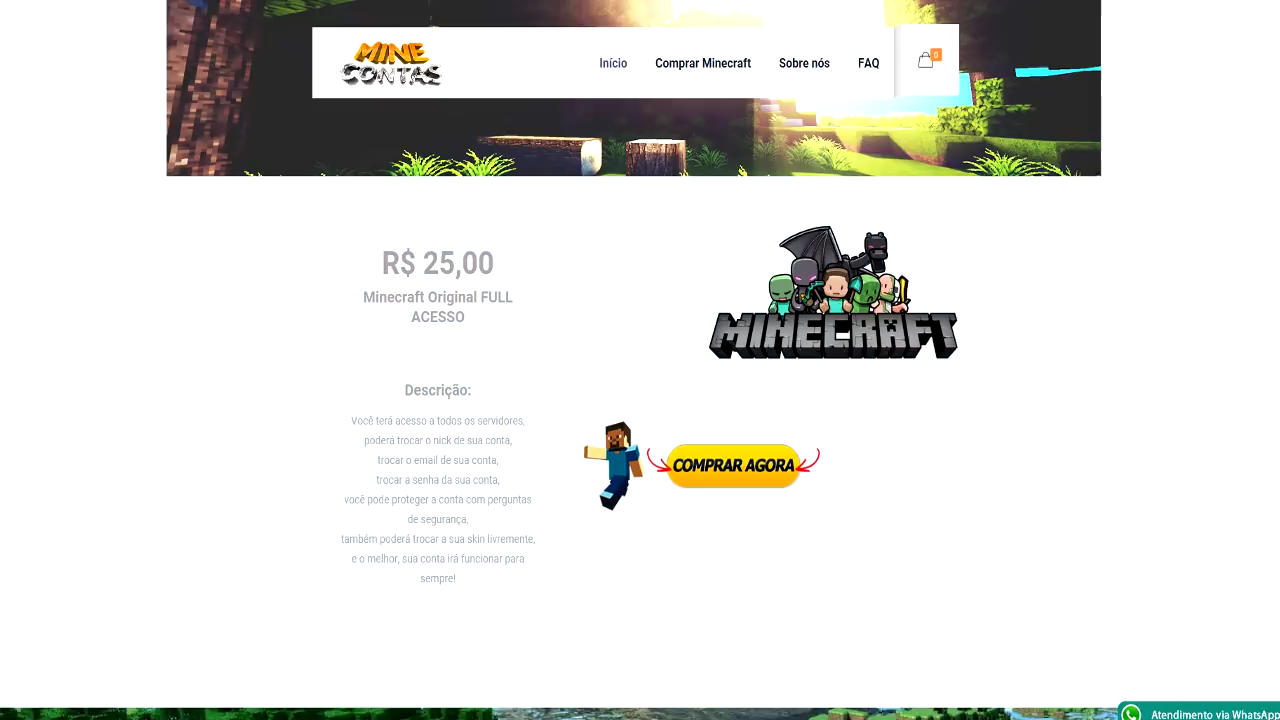 MINE
CONTAS
Início
Comprar Minecraft
Sobre nós
FAQ
0
R$ 25,00
Minecraft Original FULL
ACESSO
MINECRAFT
Descrição:
Você terá acesso a todos os servidores,
poderá trocar o nick de sua conta,
trocar o email de sua conta,
trocar a senha da sua conta,
você pode proteger a conta com perguntas
de segurança,
também poderá trocar a sua skin livremente,
e o melhor, sua conta irá funcionar para
sempre!
COMPRAR AGORA
Atendimento via WhatsApp